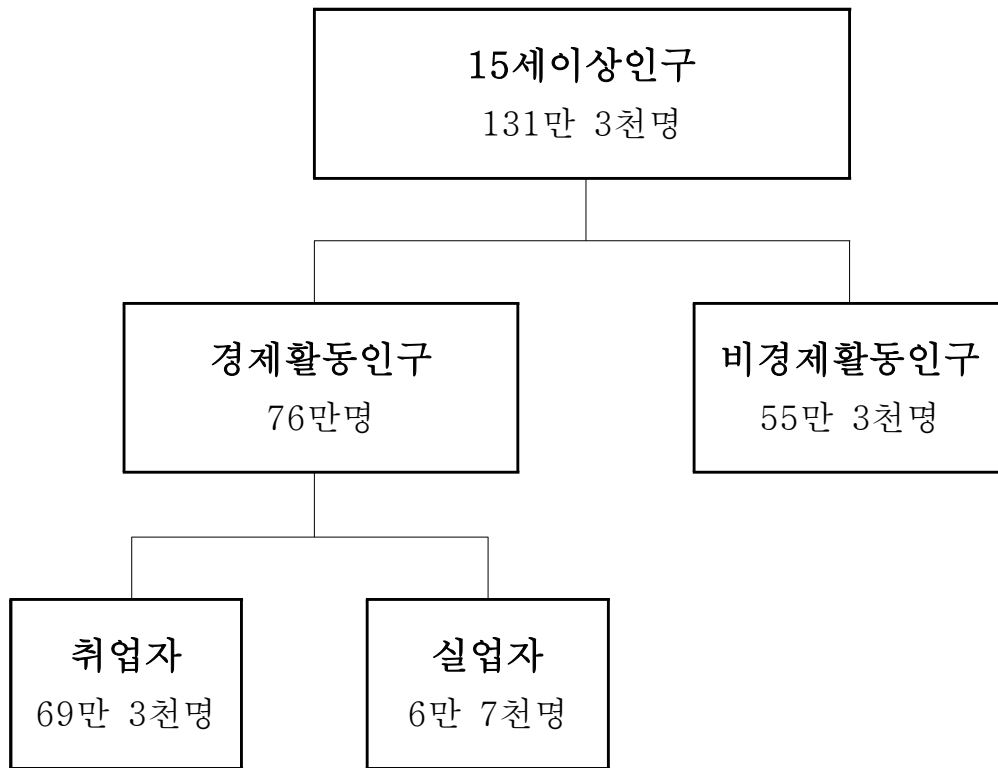 15세이상인구
131만 3천명
경제활동인구
76만명
비경제활동인구
55만 3천명
취업자
69만 3천명
실업자
6만 7천명